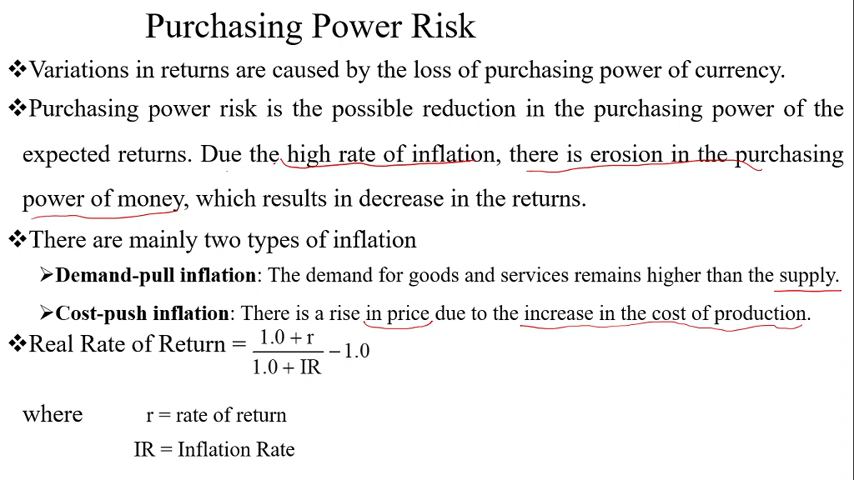 Purchasing Power Risk
❖Variations in returns are caused by the loss of purchasing power of currency.
❖Purchasing power risk is the possible reduction in the purchasing power of the
expected returns. Due the high rate of inflation, there is erosion in the purchasing
power of money, which results in decrease in the returns.
❖There are mainly two types of inflation
➢Demand-pull inflation: The demand for goods and services remains higher than the supply.
➢Cost-push inflation: There is a rise in price due to the increase in the cost of production.
❖Real Rate of Return = (1.0 + r) / (1.0 + IR) − 1.0
where r = rate of return
IR = Inflation Rate